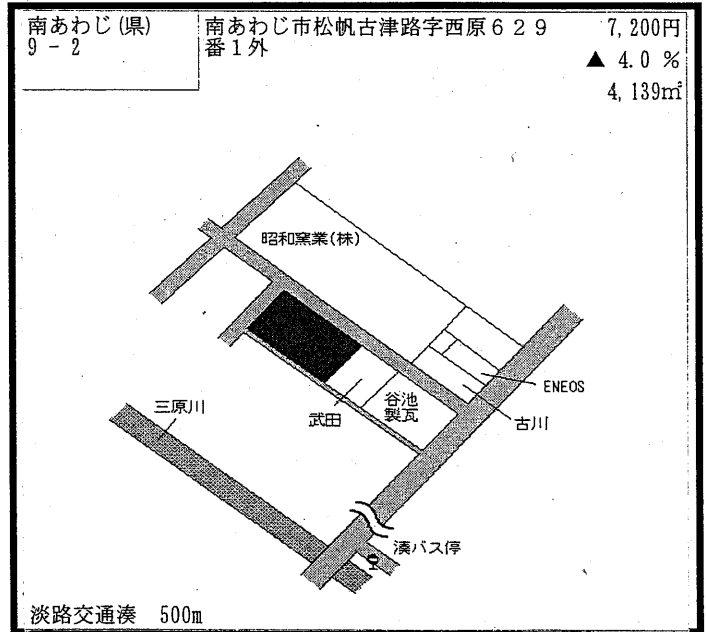 南あわじ(県)
9-2
南あわじ市松帆古津路字西原629
番1外
7,200円
▲ 4.0 %
4,139㎡
昭和窯業(株)
ENEOS
古川
谷池
製瓦
武田
三原川
湊バス停
淡路交通湊 500m